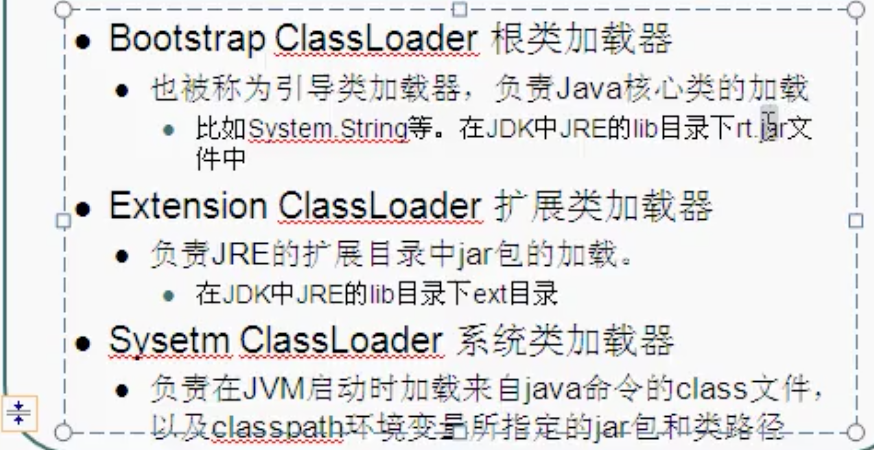 Bootstrap ClassLoader 根类加载器
也被称为引导类加载器，负责Java核心类的加载
比如System.String等。在JDK中JRE的lib目录下rt.jar文
件中
Extension ClassLoader 扩展类加载器
负责JRE的扩展目录中jar包的加载。
在JDK中JRE的lib目录下ext目录
Sysetm ClassLoader 系统类加载器
负责在JVM启动时加载来自java命令的class文件，
以及classpath环境变量所指定的jar包和类路径